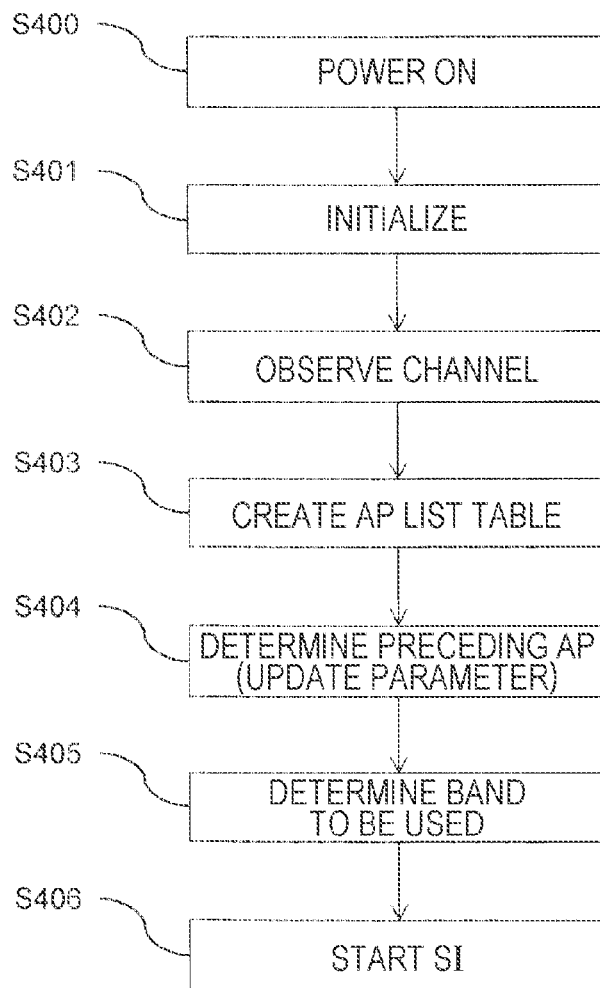 S400
POWER ON
S401
INITIALIZE
S402
OBSERVE CHANNEL
S403
CREATE AP LIST TABLE
S404
DETERMINE PRECEDING AP
(UPDATE PARAMETER)
S405
DETERMINE BAND
TO BE USED
S406
START SI